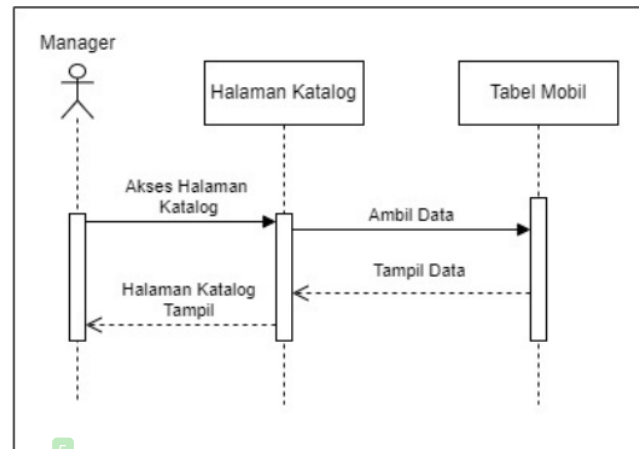 Manager
Halaman Katalog
Tabel Mobil
Akses Halaman
Katalog
Ambil Data
Tampil Data
Halaman Katalog
Tampil